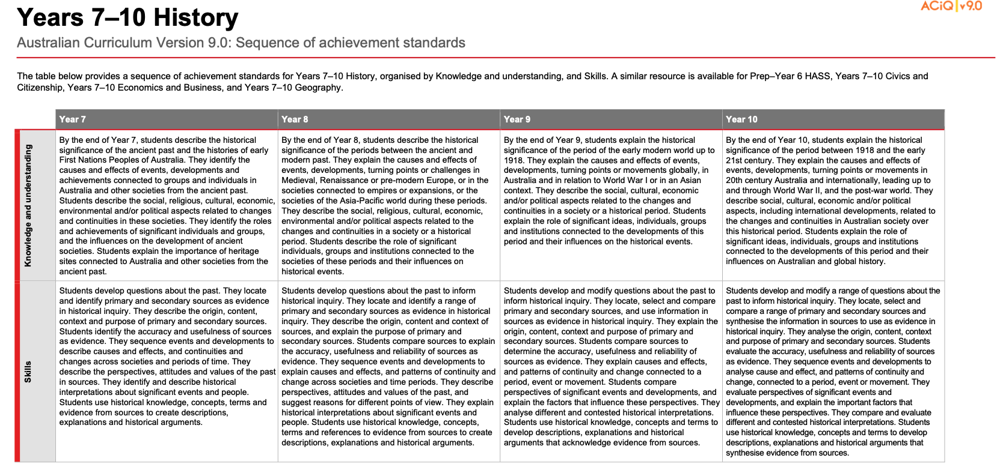 ACiQ v9.0
Years 7–10 History
Australian Curriculum Version 9.0: Sequence of achievement standards
The table below provides a sequence of achievement standards for Years 7–10 History, organised by Knowledge and understanding, and Skills. A similar resource is available for Prep–Year 6 HASS, Years 7–10 Civics and
Citizenship, Years 7–10 Economics and Business, and Years 7–10 Geography.
Year 7
Year 8
Year 9
Year 10
Knowledge and understanding
By the end of Year 7, students describe the historical
significance of the ancient past and the histories of early
First Nations Peoples of Australia. They identify the
causes and effects of events, developments and
achievements connected to groups and individuals in
Australia and other societies from the ancient past.
Students describe the social, religious, cultural, economic,
environmental and/or political aspects related to changes
and continuities in these societies. They identify the roles
and achievements of significant individuals and groups,
and the influences on the development of ancient
societies. Students explain the importance of heritage
sites connected to Australia and other societies from the
ancient past.
By the end of Year 8, students describe the historical
significance of the periods between the ancient and
modern past. They explain the causes and effects of
events, developments, turning points or challenges in
Medieval, Renaissance or pre-modern Europe, or in the
societies connected to empires or expansions, or the
societies of the Asia-Pacific world during these periods.
They describe the social, religious, cultural, economic,
environmental and/or political aspects related to the
changes and continuities in a society or a historical
period. Students describe the role of significant
individuals, groups and institutions connected to the
societies of these periods and their influences on
historical events.
By the end of Year 9, students explain the historical
significance of the period of the early modern world up to
1918. They explain the causes and effects of events,
developments, turning points or movements globally, in
Australia and in relation to World War I or in an Asian
context. They describe the social, cultural, economic
and/or political aspects related to the changes and
continuities in a society or a historical period. Students
explain the role of significant ideas, individuals, groups
and institutions connected to the developments of this
period and their influences on the historical events.
By the end of Year 10, students explain the historical
significance of the period between 1918 and the early
21st century. They explain the causes and effects of
events, developments, turning points or movements in
20th century Australia and internationally, leading up to
and through World War II, and the post-war world. They
describe social, cultural, economic and/or political
aspects, including international developments, related to
the changes and continuities in Australian society over
this historical period. Students explain the role of
significant ideas, individuals, groups and institutions
connected to the developments of this period and their
influences on Australian and global history.
Skills
Students develop questions about the past. They locate
and identify primary and secondary sources as evidence
in historical inquiry. They describe the origin, content,
context and purpose of primary and secondary sources.
Students identify the accuracy and usefulness of sources
as evidence. They sequence events and developments to
describe causes and effects, and continuities and
changes across societies and periods of time. They
describe the perspectives, attitudes and values of the past
in sources. They identify and describe historical
interpretations about significant events and people.
Students use historical knowledge, concepts, terms and
evidence from sources to create descriptions,
explanations and historical arguments.
Students develop questions about the past to inform
historical inquiry. They locate and identify a range of
primary and secondary sources as evidence in historical
inquiry. They describe the origin, content and context of
sources, and explain the purpose of primary and
secondary sources. Students compare sources to explain
the accuracy, usefulness and reliability of sources as
evidence. They sequence events and developments to
explain causes and effects, and patterns of continuity and
change across societies and time periods. They describe
perspectives, attitudes and values of the past, and
suggest reasons for different points of view. They explain
historical interpretations about significant events and
people. Students use historical knowledge, concepts,
terms and references to evidence from sources to create
descriptions, explanations and historical arguments.
Students develop and modify questions about the past to
inform historical inquiry. They locate, select and compare
primary and secondary sources, and use information in
sources as evidence in historical inquiry. They explain the
origin, content, context and purpose of primary and
secondary sources. Students compare sources to
determine the accuracy, usefulness and reliability of
sources as evidence. They explain causes and effects,
and patterns of continuity and change connected to a
period, event or movement. Students compare
perspectives of significant events and developments, and
explain the factors that influence these perspectives. They
analyse different and contested historical interpretations.
Students use historical knowledge, concepts and terms to
develop descriptions, explanations and historical
arguments that acknowledge evidence from sources.
Students develop and modify a range of questions about the
past to inform historical inquiry. They locate, select and
compare a range of primary and secondary sources and
synthesise the information in sources to use as evidence in
historical inquiry. They analyse the origin, content, context
and purpose of primary and secondary sources. Students
evaluate the accuracy, usefulness and reliability of sources
as evidence. They sequence events and developments to
analyse cause and effect, and patterns of continuity and
change, connected to a period, event or movement. They
evaluate perspectives of significant events and
developments, and explain the important factors that
influence these perspectives. They compare and evaluate
different and contested historical interpretations. Students
use historical knowledge, concepts and terms to develop
descriptions, explanations and historical arguments that
synthesise evidence from sources.